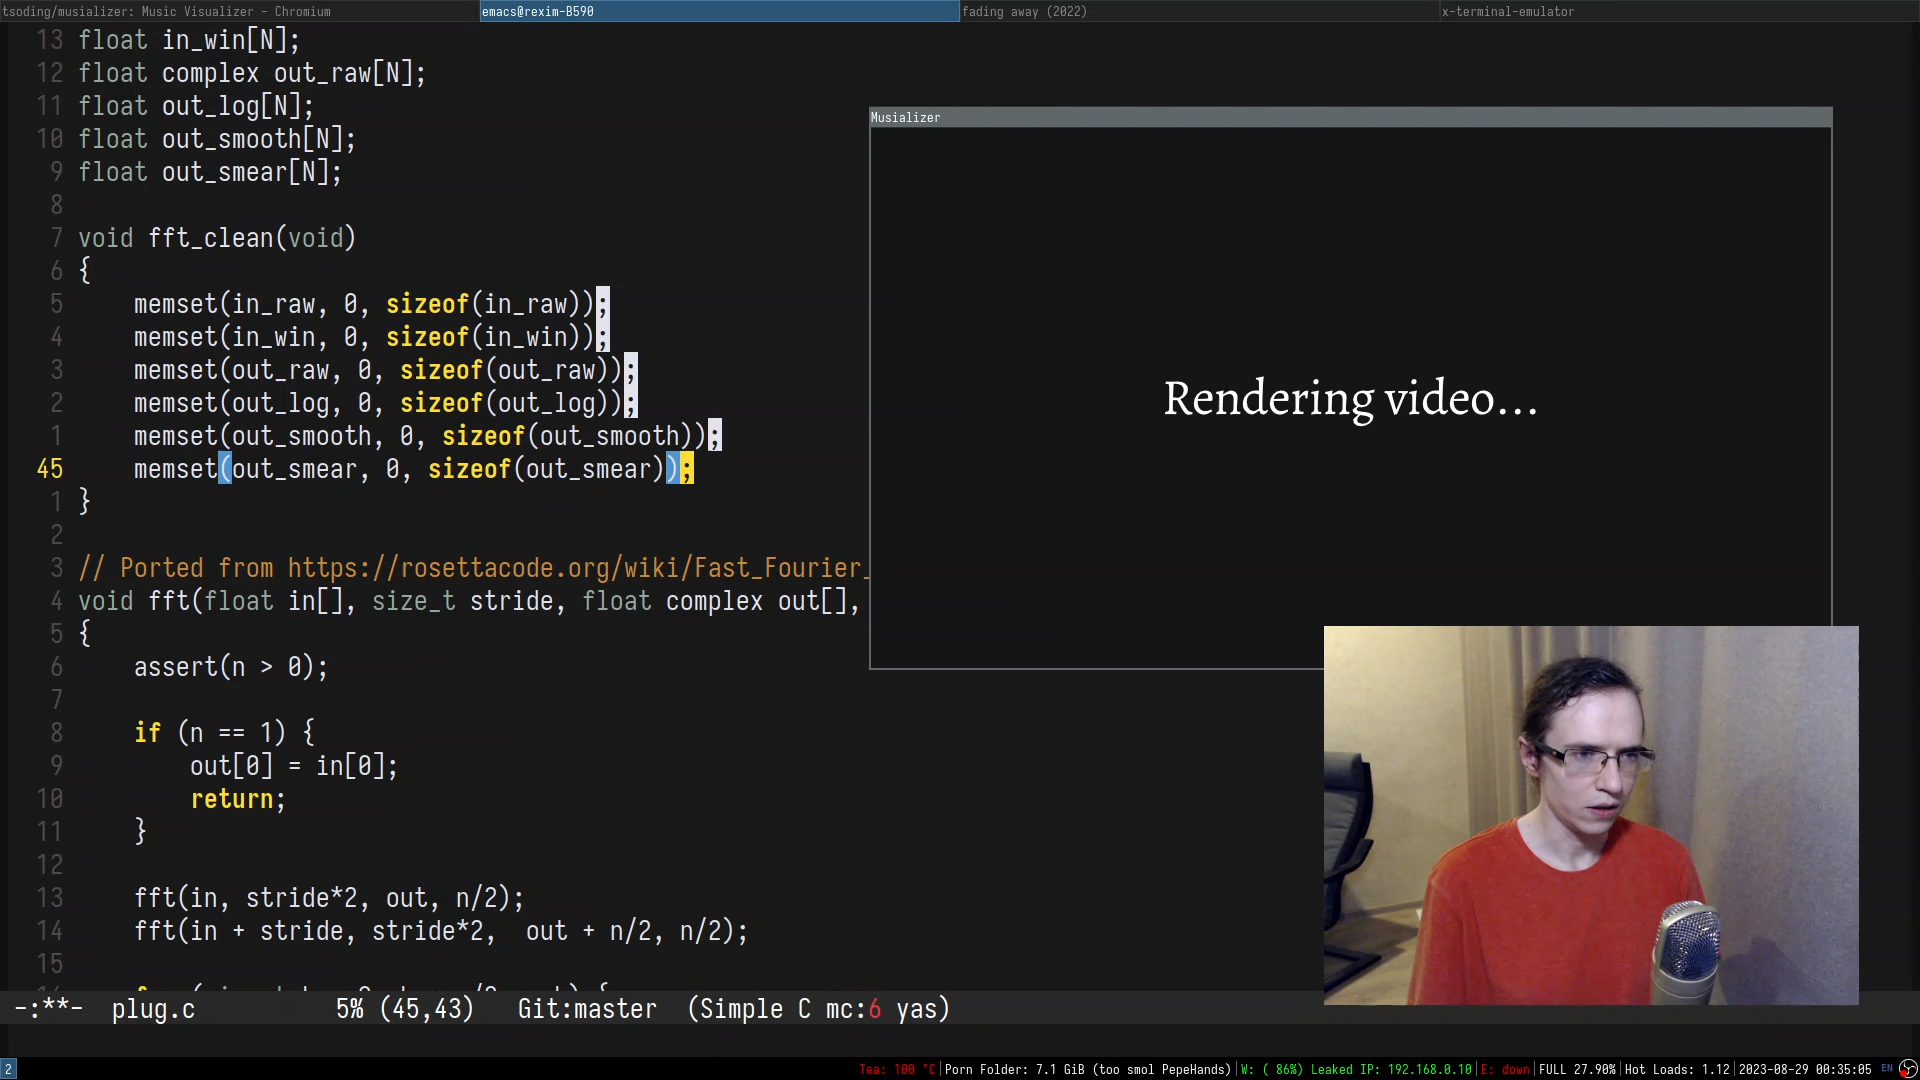 tsoding/musializer: Music Visualizer - Chromium
emacs@rexim-B590
fading away (2022)
x-terminal-emulator
13 float in_win[N];
12 float complex out_raw[N];
11 float out_log[N];
10 float out_smooth[N];
9 float out_smear[N];
8
7 void fft_clean(void)
6 {
5 memset(in_raw, 0, sizeof(in_raw));
4 memset(in_win, 0, sizeof(in_win));
3 memset(out_raw, 0, sizeof(out_raw));
2 memset(out_log, 0, sizeof(out_log));
1 memset(out_smooth, 0, sizeof(out_smooth));
45 memset(out_smear, 0, sizeof(out_smear));
1 }
2
3 // Ported from https://rosettacode.org/wiki/Fast_Fourier_
4 void fft(float in[], size_t stride, float complex out[],
5 {
6 assert(n > 0);
7
8 if (n == 1) {
9 out[0] = in[0];
10 return;
11 }
12
13 fft(in, stride*2, out, n/2);
14 fft(in + stride, stride*2,  out + n/2, n/2);
15
Musializer
Rendering video...
-:**- plug.c 5% (45,43) Git:master (Simple C mc:6 yas)
2
Tea: 100 °C|Porn Folder: 7.1 GiB (too smol PepeHands)|W: ( 86%) Leaked IP: 192.168.0.10|E: down|FULL 27.90%|Hot Loads: 1.12|2023-08-29 00:35:05 EN